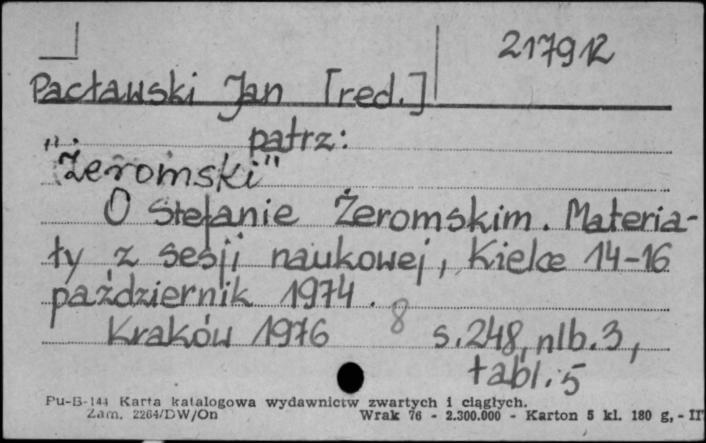 217912
Pacławski Jan [red.]
patrz:
"Żeromski"
O Stefanie Żeromskim. Materia-
ły z sesji naukowej, Kielce 14-16
październik 1974.
8
Kraków 1976 s.248, nlb.3,
tabl. 5
Pu-B-144 Karta katalogowa wydawnictw zwartych i ciągłych.
Zam. 2264/DW/On Wrak 76 - 2.300.000 - Karton 5 kl. 180 g, - III